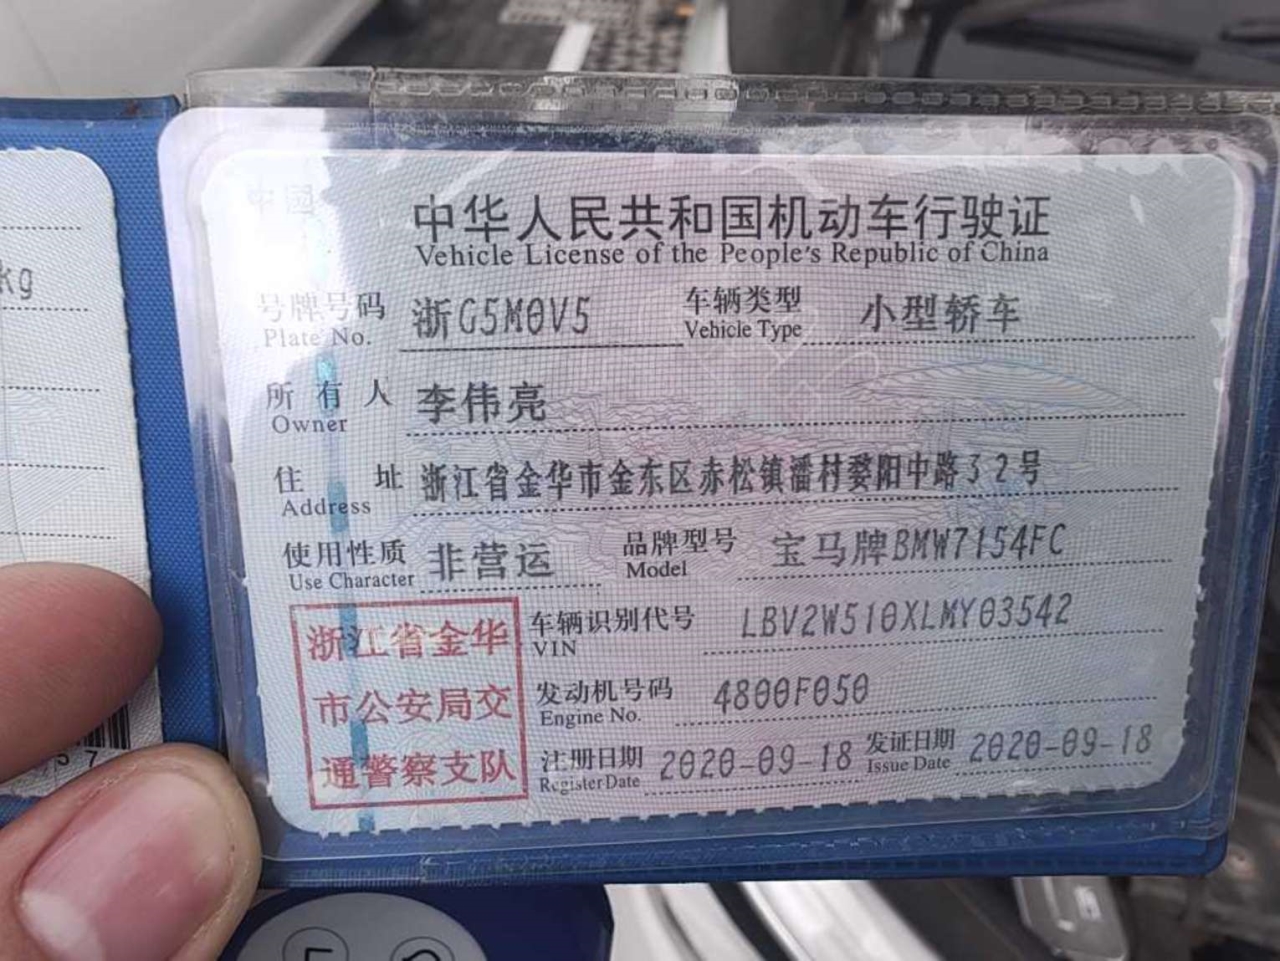 kg
57
中国
中华人民共和国机动车行驶证
Vehicle License of the People's Republic of China
号牌号码 浙G5M0V5 车辆类型 小型轿车
Plate No. Vehicle Type
所有人 李伟亮
Owner
住址 浙江省金华市金东区赤松镇潘村婺阳中路32号
Address
使用性质 非营运 品牌型号 宝马牌BMW7154FC
Use Character Model
浙江省金华
市公安局交
通警察支队
车辆识别代号 LBV2W510XLMY03542
VIN
发动机号码 4800F050
Engine No.
注册日期 2020-09-18 发证日期 2020-09-18
Register Date Issue Date